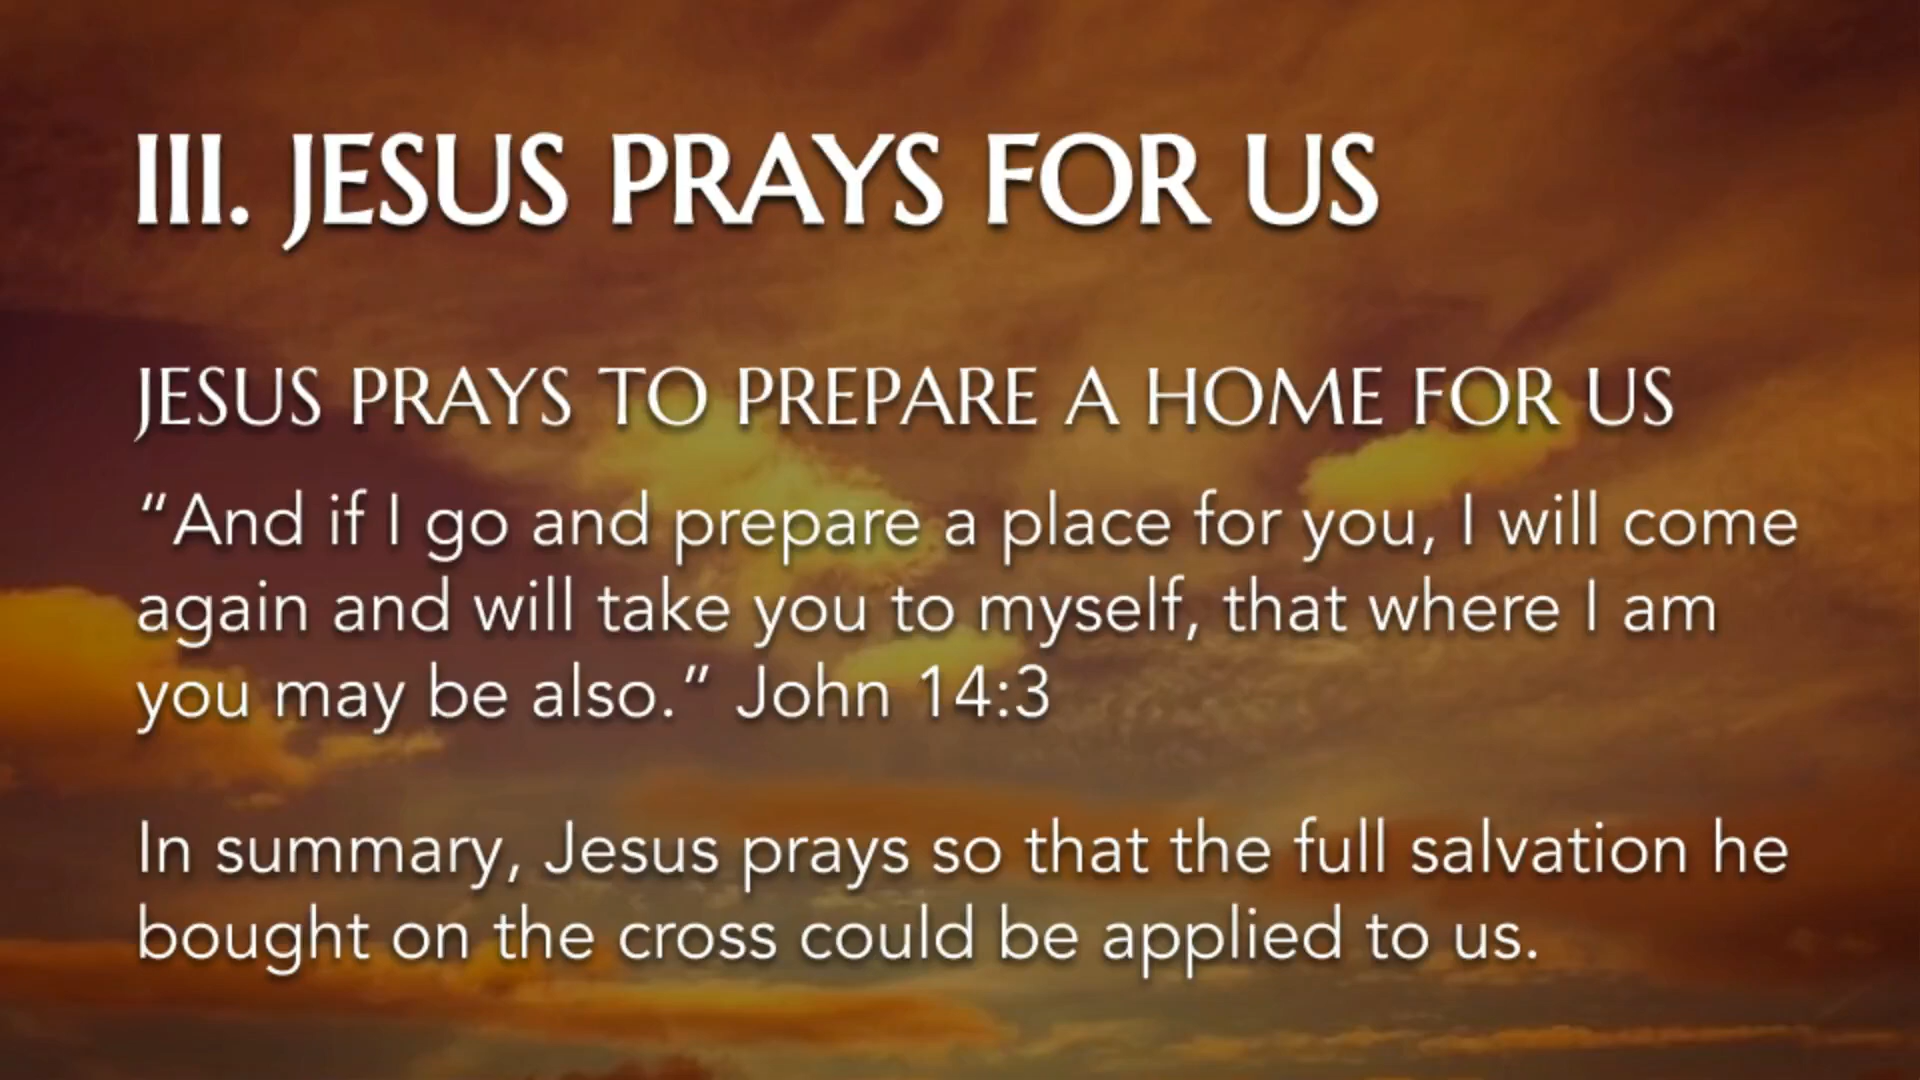 III. JESUS PRAYS FOR US
JESUS PRAYS TO PREPARE A HOME FOR US
“And if I go and prepare a place for you, I will come
again and will take you to myself, that where I am
you may be also.” John 14:3
In summary, Jesus prays so that the full salvation he
bought on the cross could be applied to us.